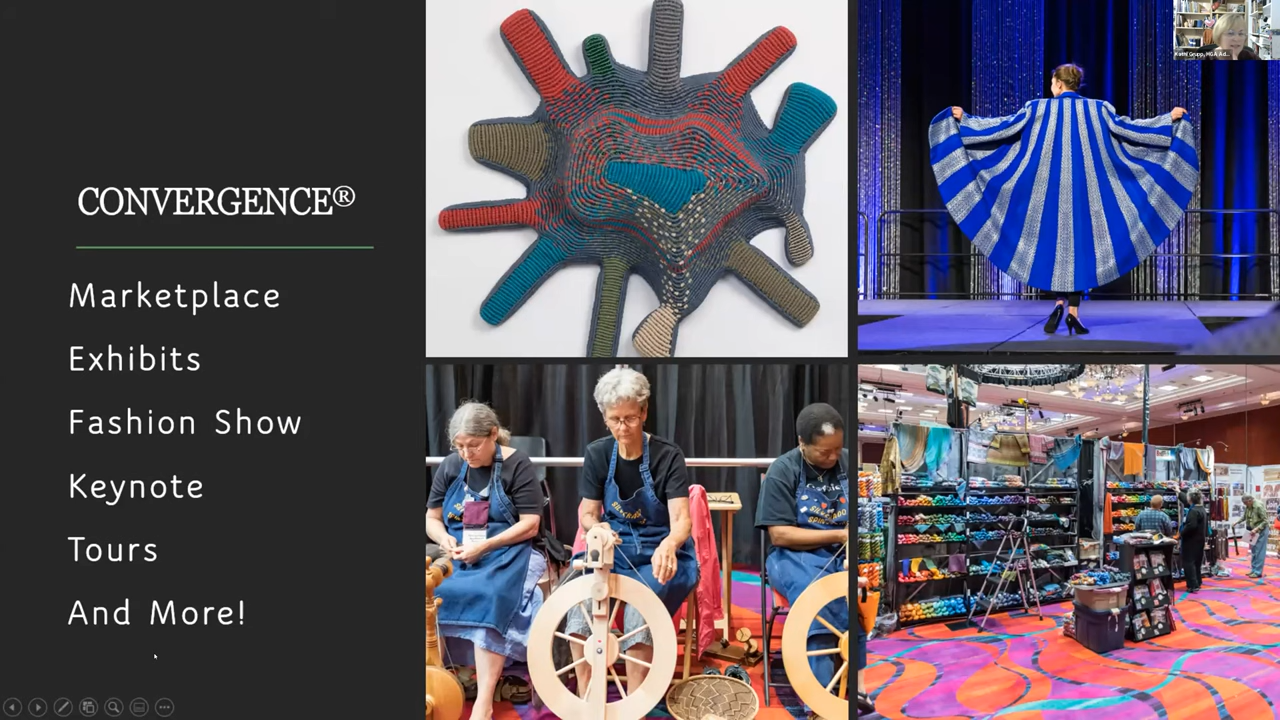 CONVERGENCE®
Marketplace
Exhibits
Fashion Show
Keynote
Tours
And More!